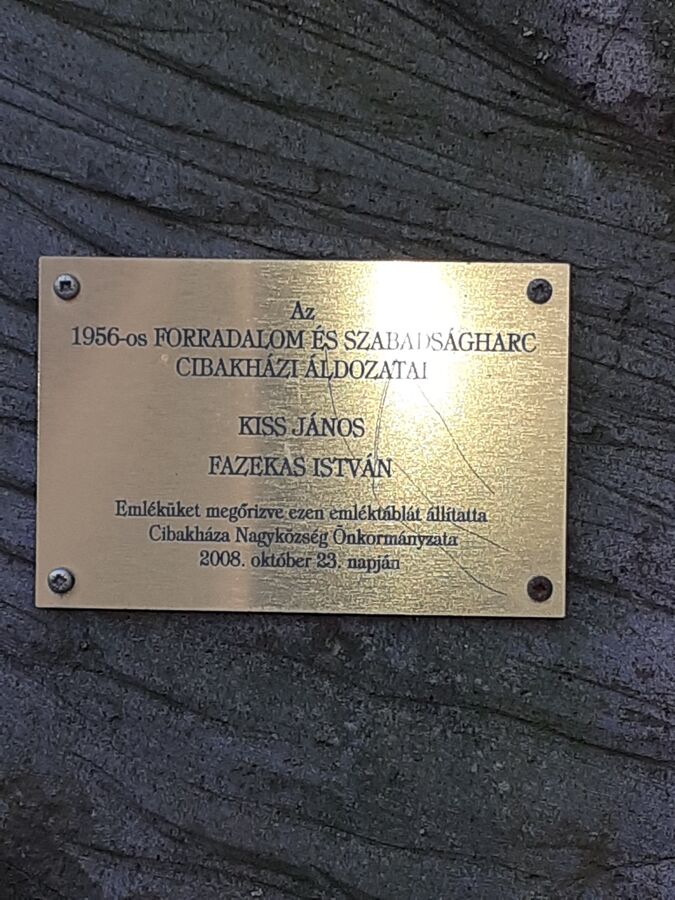 Az
1956-os FORRADALOM ÉS SZABADSÁGHARC
CIBAKHÁZI ÁLDOZATAI
KISS JÁNOS
FAZEKAS ISTVÁN
Emléküket megőrizve ezen emléktáblát állitatta
Cibakháza Nagyközség Önkormányzata
2008. október 23. napján